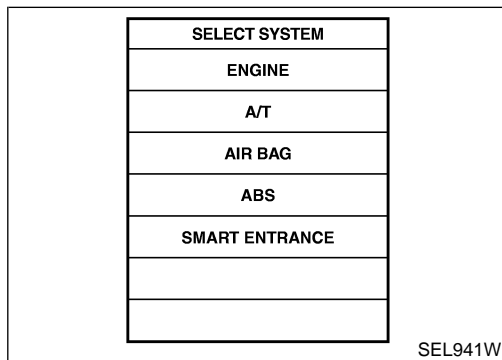 SELECT SYSTEM
ENGINE
A/T
AIR BAG
ABS
SMART ENTRANCE
SEL941W